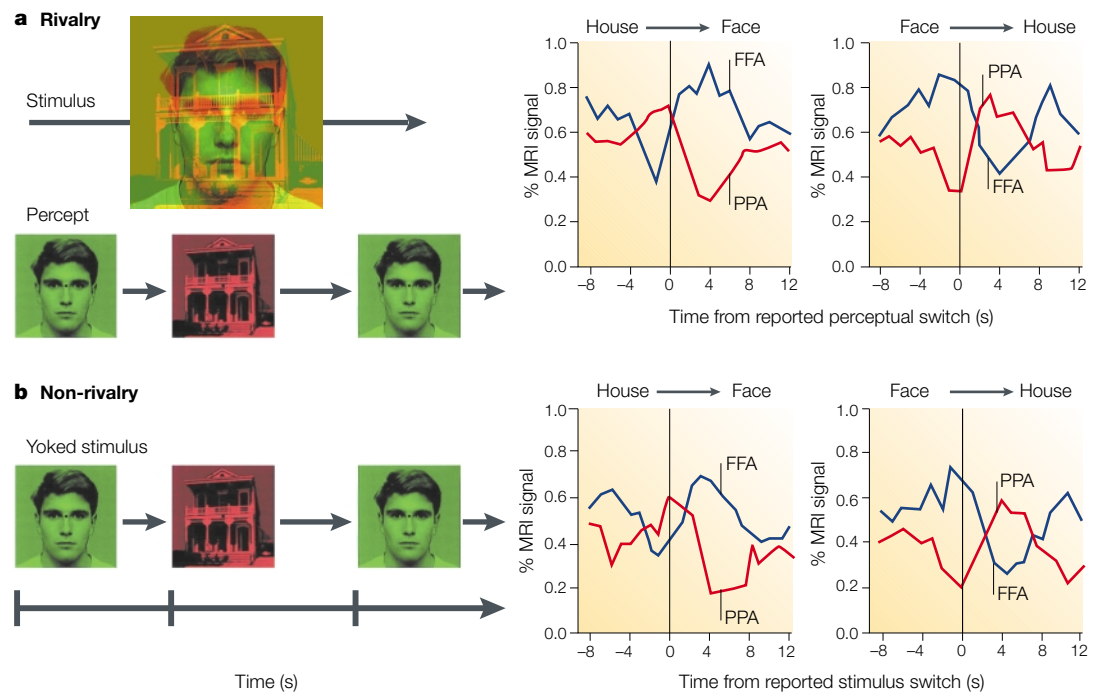 a Rivalry
Stimulus
Percept
House Face
% MRI signal
1.0
0.8
0.6
0.4
0.2
0.0
FFA
PPA
–8 –4 0 4 8 12
Face House
% MRI signal
1.0
0.8
0.6
0.4
0.2
0.0
PPA
FFA
–8 –4 0 4 8 12
Time from reported perceptual switch (s)
b Non-rivalry
Yoked stimulus
Time (s)
House Face
% MRI signal
1.0
0.8
0.6
0.4
0.2
0.0
FFA
PPA
–8 –4 0 4 8 12
Face House
% MRI signal
1.0
0.8
0.6
0.4
0.2
0.0
PPA
FFA
–8 –4 0 4 8 12
Time from reported stimulus switch (s)